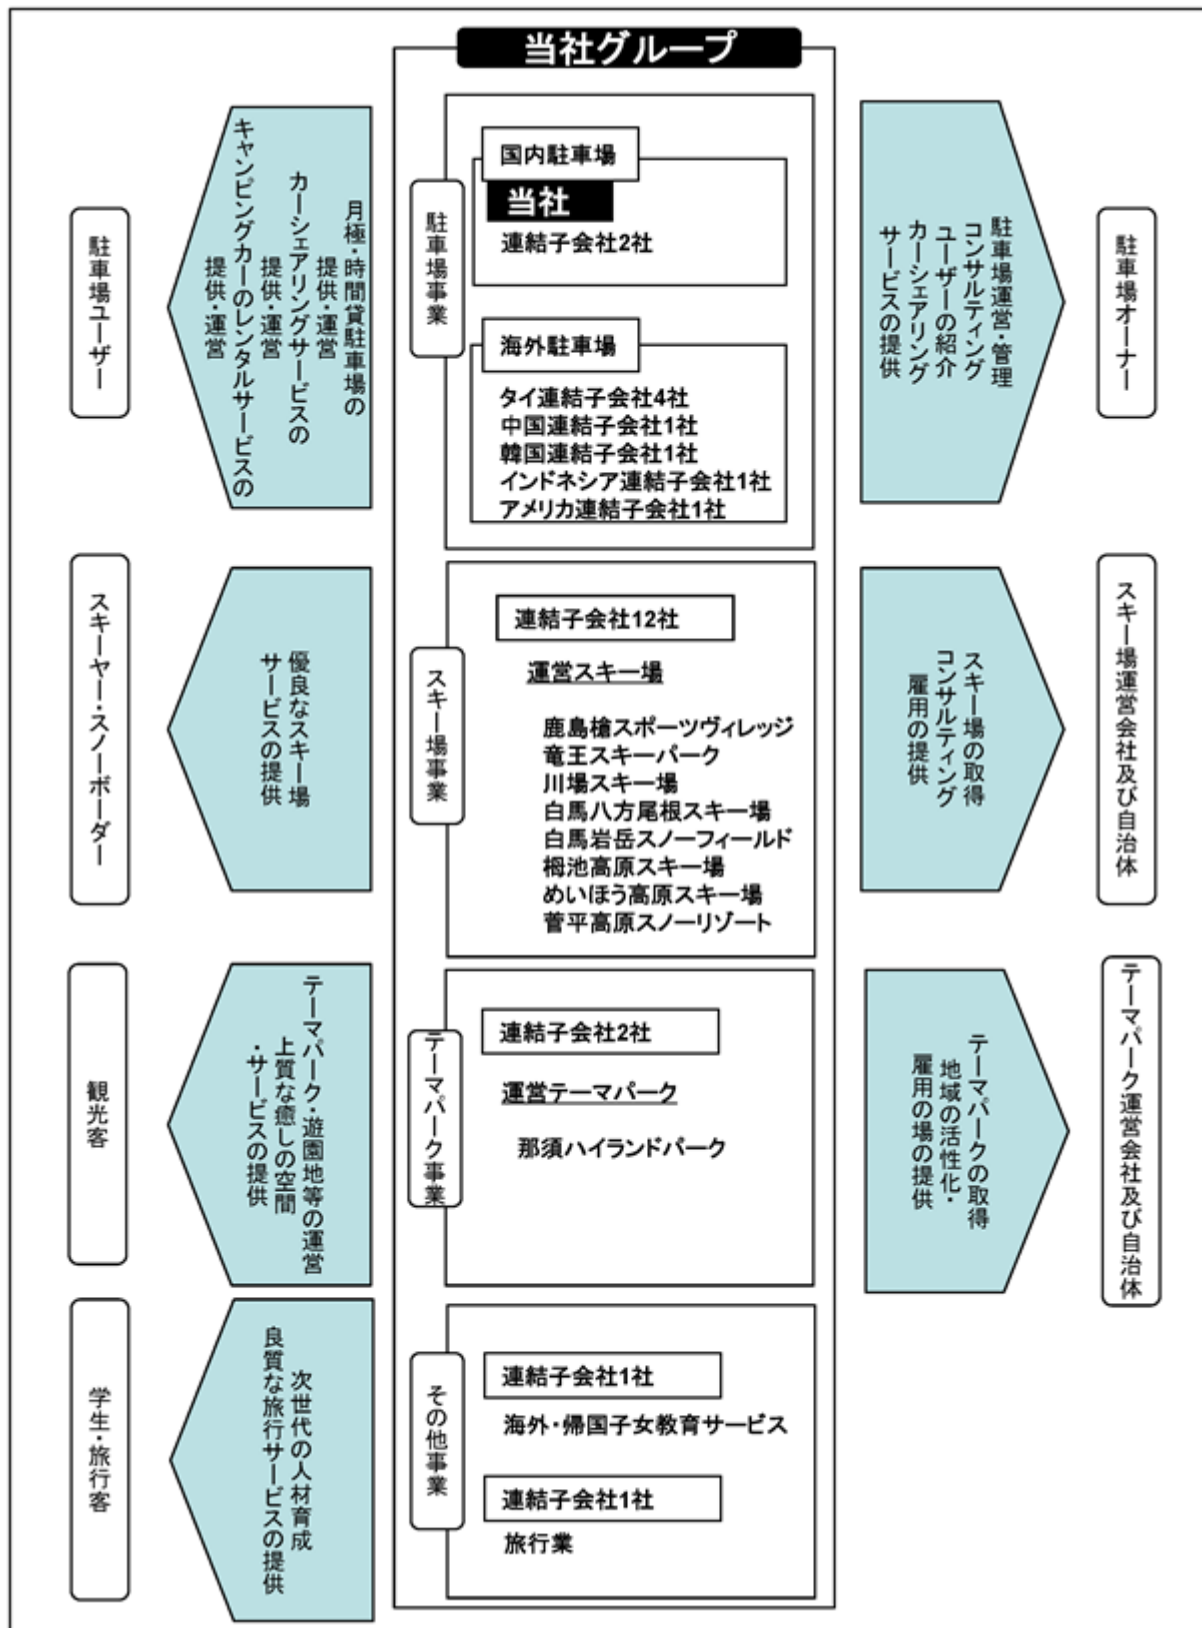 当社グループ
駐車場ユーザー
月極・時間貸駐車場の
提供・運営
カーシェアリングサービスの
提供・運営
キャンピングカーのレンタルサービスの
提供・運営
駐車場事業
国内駐車場
当社
連結子会社2社
海外駐車場
タイ連結子会社4社
中国連結子会社1社
韓国連結子会社1社
インドネシア連結子会社1社
アメリカ連結子会社1社
駐車場運営・管理
コンサルティング
ユーザーの紹介
カーシェアリング
サービスの提供
駐車場オーナー
スキーヤー・スノーボーダー
優良なスキー場
サービスの提供
スキー場事業
連結子会社12社
運営スキー場
鹿島槍スポーツヴィレッジ
竜王スキーパーク
川場スキー場
白馬八方尾根スキー場
白馬岩岳スノーフィールド
栂池高原スキー場
めいほう高原スキー場
菅平高原スノーリゾート
スキー場の取得
コンサルティング
雇用の提供
スキー場運営会社及び自治体
観光客
テーマパーク・遊園地等の運営
上質な癒しの空間
・サービスの提供
テーマパーク事業
連結子会社2社
運営テーマパーク
那須ハイランドパーク
テーマパークの取得
地域の活性化・
雇用の場の提供
テーマパーク運営会社及び自治体
学生・旅行客
次世代の人材育成
良質な旅行サービスの提供
その他事業
連結子会社1社
海外・帰国子女教育サービス
連結子会社1社
旅行業